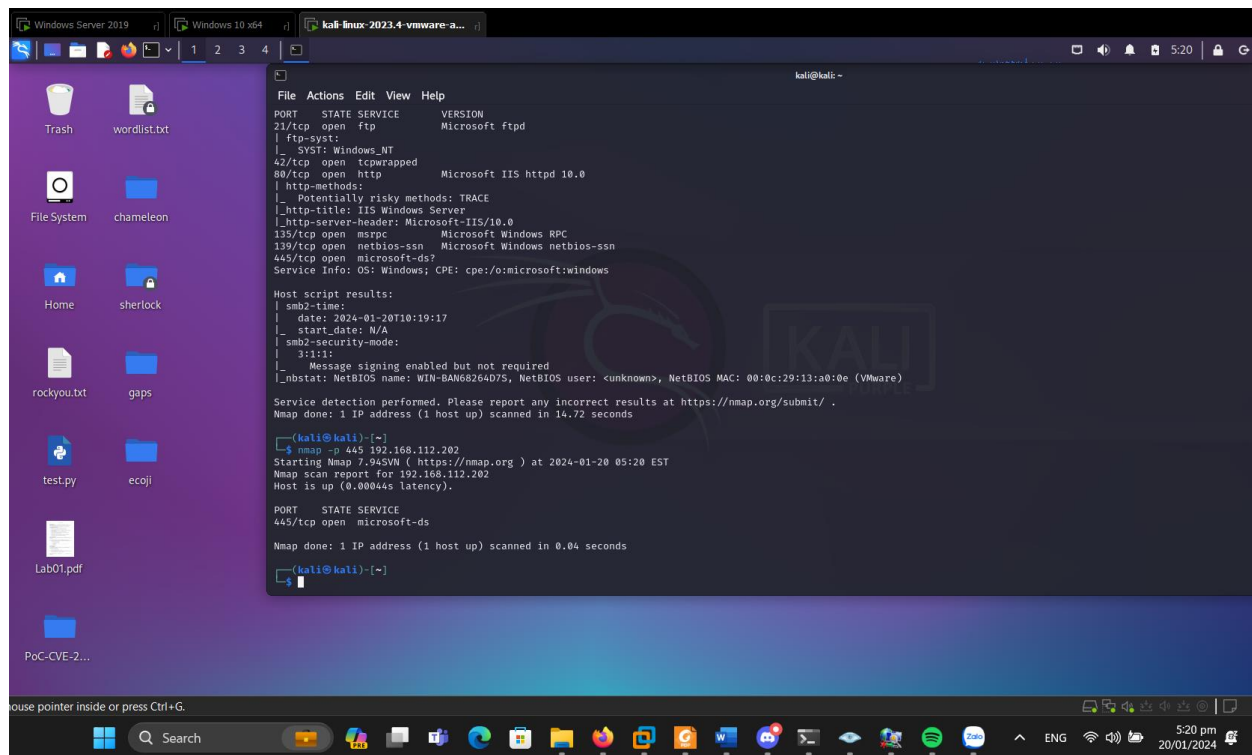 Windows Server 2019
Windows 10 x64
kali-linux-2023.4-vmware-a...
1 2 3 4
5:20
kali@kali: ~
File Actions Edit View Help
Trash
wordlist.txt
File System
chameleon
Home
sherlock
rockyou.txt
gaps
test.py
ecoji
Lab01.pdf
PoC-CVE-2...
PORT STATE SERVICE VERSION
21/tcp open ftp Microsoft ftpd
| ftp-syst:
|_ SYST: Windows_NT
42/tcp open tcpwrapped
80/tcp open http Microsoft IIS httpd 10.0
| http-methods:
|_ Potentially risky methods: TRACE
|_http-title: IIS Windows Server
|_http-server-header: Microsoft-IIS/10.0
135/tcp open msrpc Microsoft Windows RPC
139/tcp open netbios-ssn Microsoft Windows netbios-ssn
445/tcp open microsoft-ds?
Service Info: OS: Windows; CPE: cpe:/o:microsoft:windows
Host script results:
| smb2-time:
| date: 2024-01-20T10:19:17
|_ start_date: N/A
| smb2-security-mode:
| 3:1:1:
|_ Message signing enabled but not required
|_nbstat: NetBIOS name: WIN-BAN68264D7S, NetBIOS user: <unknown>, NetBIOS MAC: 00:0c:29:13:a0:0e (VMware)
Service detection performed. Please report any incorrect results at https://nmap.org/submit/ .
Nmap done: 1 IP address (1 host up) scanned in 14.72 seconds
┌──(kali㉿kali)-[~]
└─$ nmap -p 445 192.168.112.202
Starting Nmap 7.94SVN ( https://nmap.org ) at 2024-01-20 05:20 EST
Nmap scan report for 192.168.112.202
Host is up (0.00044s latency).
PORT STATE SERVICE
445/tcp open microsoft-ds
Nmap done: 1 IP address (1 host up) scanned in 0.04 seconds
┌──(kali㉿kali)-[~]
└─$
KALI
PURPLE
mouse pointer inside or press Ctrl+G.
Search
PRE
Zalo
ENG
5:20 pm
20/01/2024